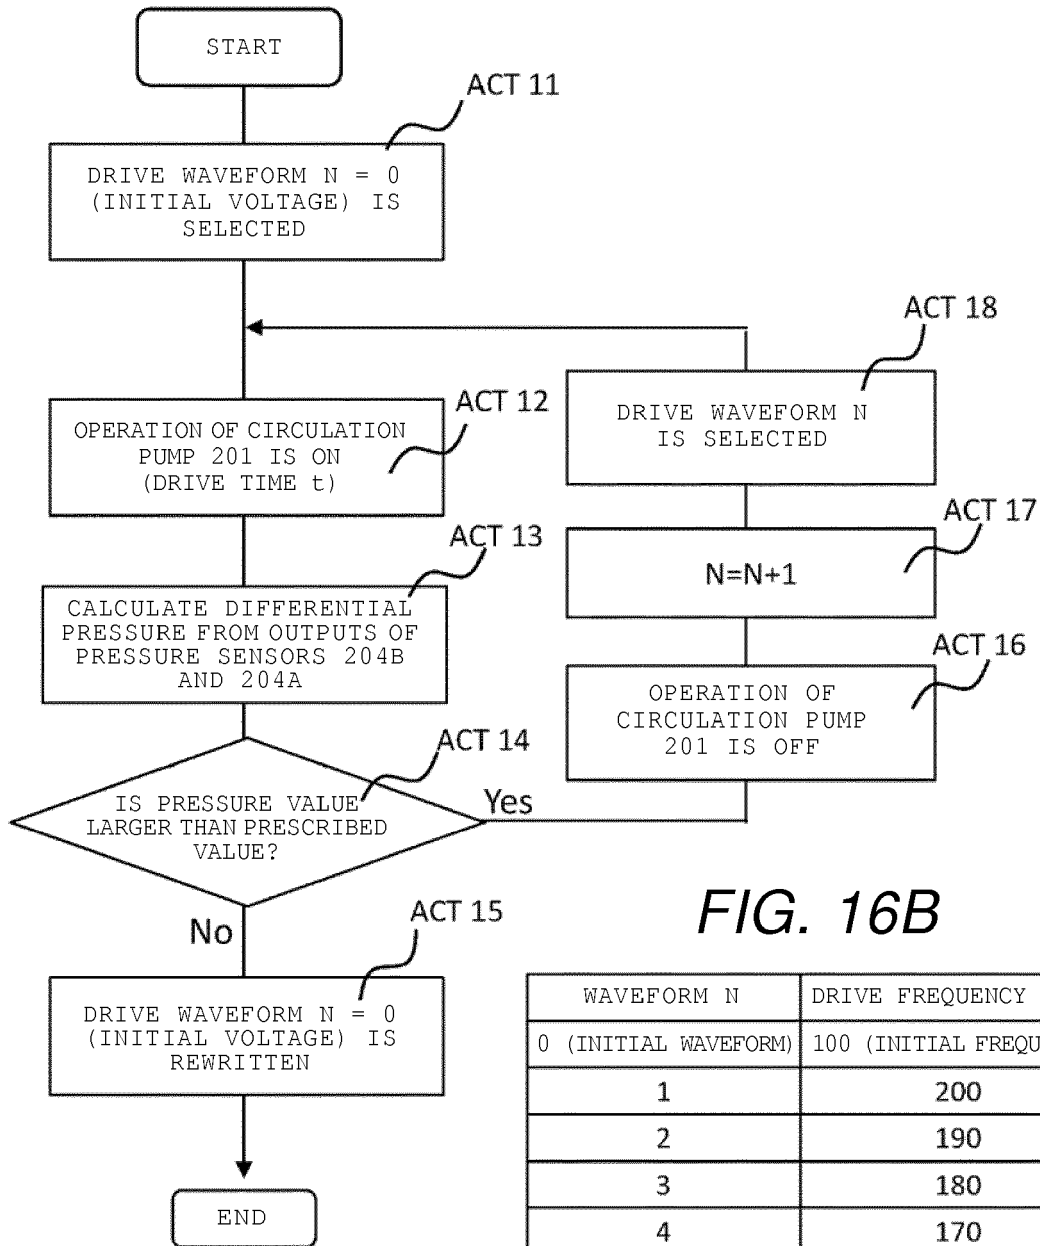 START
ACT 11
DRIVE WAVEFORM N = 0
(INITIAL VOLTAGE) IS
SELECTED
ACT 12
OPERATION OF CIRCULATION
PUMP 201 IS ON
(DRIVE TIME t)
ACT 13
CALCULATE DIFFERENTIAL
PRESSURE FROM OUTPUTS OF
PRESSURE SENSORS 204B
AND 204A
ACT 14
IS PRESSURE VALUE
LARGER THAN PRESCRIBED
VALUE?
Yes
No
ACT 15
DRIVE WAVEFORM N = 0
(INITIAL VOLTAGE) IS
REWRITTEN
END
ACT 18
DRIVE WAVEFORM N
IS SELECTED
ACT 17
N=N+1
ACT 16
OPERATION OF
CIRCULATION PUMP
201 IS OFF
FIG. 16B
WAVEFORM N DRIVE FREQUENCY
0 (INITIAL WAVEFORM) 100 (INITIAL FREQU
1 200
2 190
3 180
4 170